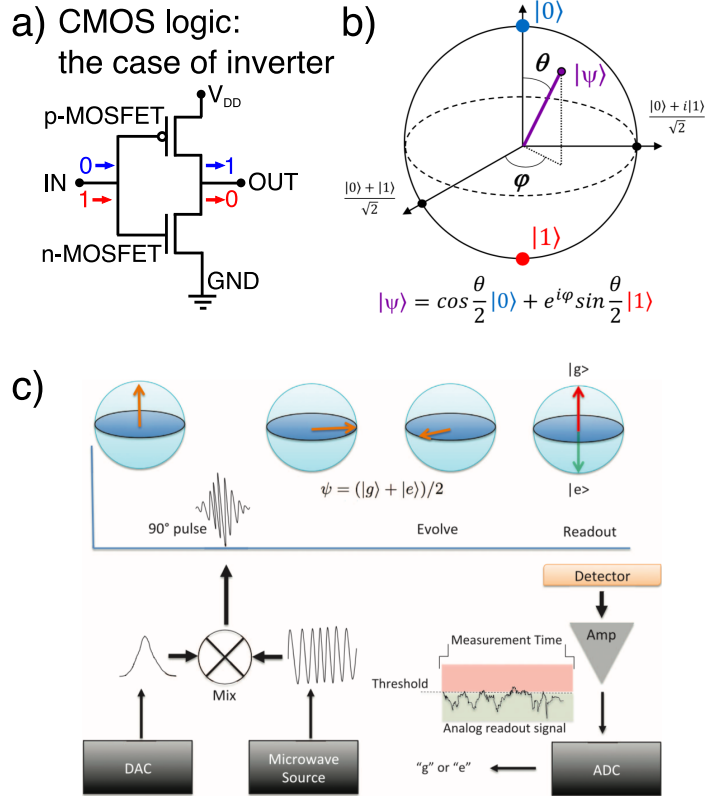 a) CMOS logic:
the case of inverter
V_DD
p-MOSFET
0 → → 1
IN OUT
1 → → 0
n-MOSFET
GND
b)
|0⟩
θ
|ψ⟩
(|0⟩ + i|1⟩)/√2
φ
(|0⟩ + |1⟩)/√2
|1⟩
|ψ⟩ = cos θ/2 |0⟩ + e^{iφ} sin θ/2 |1⟩
c)
|g>
|e>
ψ = (|g⟩ + |e⟩)/2
90° pulse
Evolve
Readout
Detector
Amp
Measurement Time
Threshold
Analog readout signal
Mix
DAC
Microwave
Source
"g" or "e"
ADC